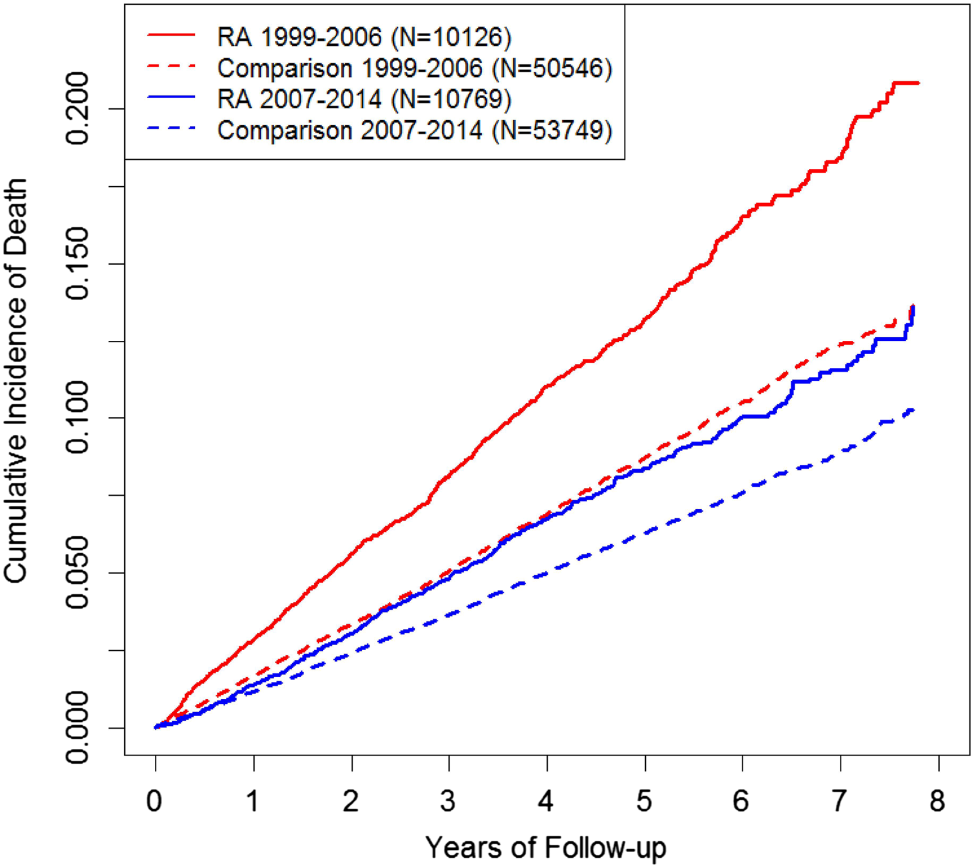 RA 1999-2006 (N=10126)
Comparison 1999-2006 (N=50546)
RA 2007-2014 (N=10769)
Comparison 2007-2014 (N=53749)
Cumulative Incidence of Death
0.200
0.150
0.100
0.050
0.000
0 1 2 3 4 5 6 7 8
Years of Follow-up